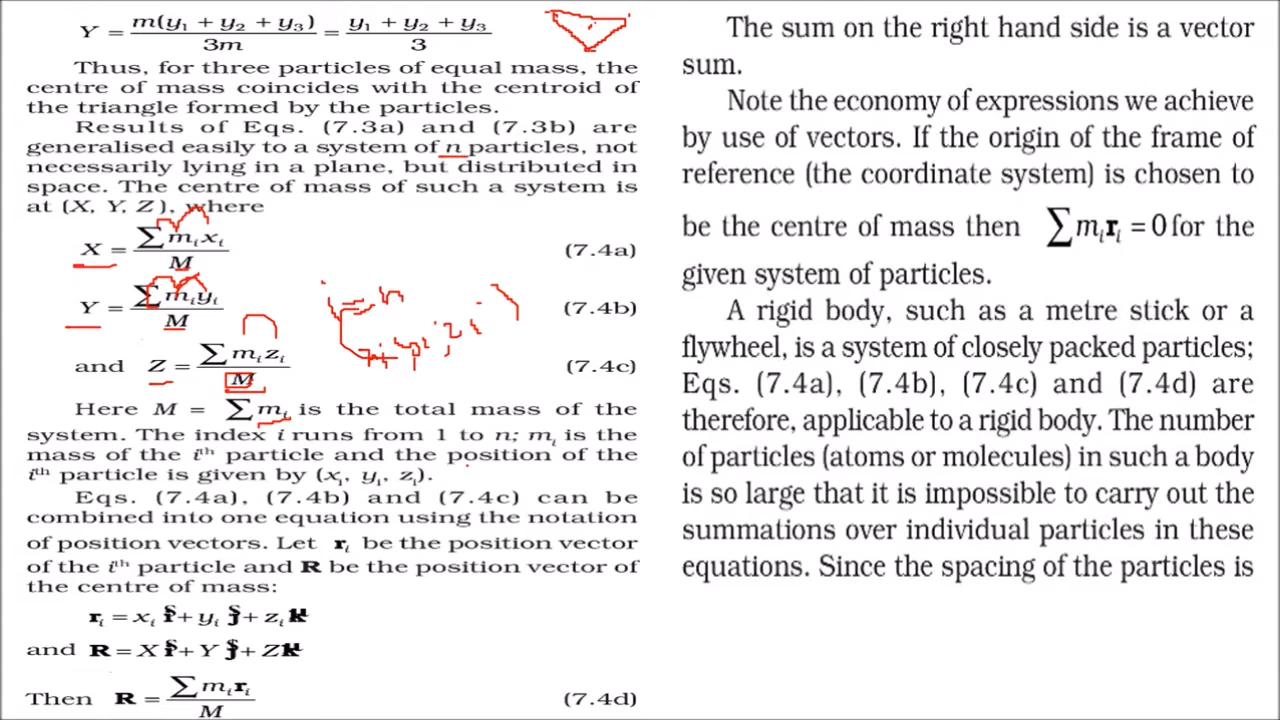 Y = m(y₁ + y₂ + y₃) / 3m = y₁ + y₂ + y₃ / 3
Thus, for three particles of equal mass, the
centre of mass coincides with the centroid of
the triangle formed by the particles.
Results of Eqs. (7.3a) and (7.3b) are
generalised easily to a system of n particles, not
necessarily lying in a plane, but distributed in
space. The centre of mass of such a system is
at (X, Y, Z), where
X = ∑ mᵢxᵢ / M (7.4a)
Y = ∑ mᵢyᵢ / M (7.4b)
and Z = ∑ mᵢzᵢ / M (7.4c)
Here M = ∑ mᵢ is the total mass of the
system. The index i runs from 1 to n; mᵢ is the
mass of the iᵗʰ particle and the position of the
iᵗʰ particle is given by (xᵢ, yᵢ, zᵢ).
Eqs. (7.4a), (7.4b) and (7.4c) can be
combined into one equation using the notation
of position vectors. Let rᵢ be the position vector
of the iᵗʰ particle and R be the position vector of
the centre of mass:
rᵢ = xᵢ i + yᵢ j + zᵢ k
and R = X i + Y j + Z k
Then R = ∑ mᵢrᵢ / M (7.4d)
The sum on the right hand side is a vector
sum.
Note the economy of expressions we achieve
by use of vectors. If the origin of the frame of
reference (the coordinate system) is chosen to
be the centre of mass then ∑ mᵢrᵢ = 0 for the
given system of particles.
A rigid body, such as a metre stick or a
flywheel, is a system of closely packed particles;
Eqs. (7.4a), (7.4b), (7.4c) and (7.4d) are
therefore, applicable to a rigid body. The number
of particles (atoms or molecules) in such a body
is so large that it is impossible to carry out the
summations over individual particles in these
equations. Since the spacing of the particles is